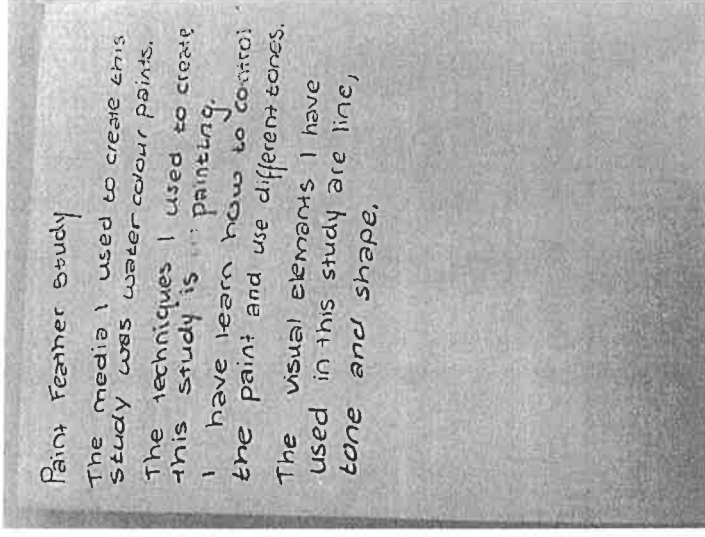 Paint Feather Study
The media I used to create this
study was water colour paints.
The techniques I used to create
this study is ... painting.
I have learn how to control
the paint and use different tones.
The visual elemants I have
used in this study are line,
tone and shape,